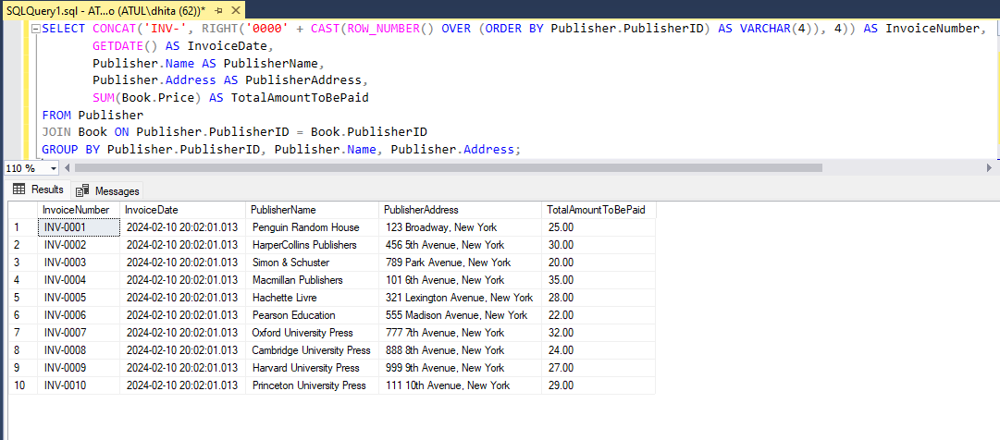 SQLQuery1.sql - AT...o (ATUL\dhita (62))*
SELECT CONCAT('INV-', RIGHT('0000' + CAST(ROW_NUMBER() OVER (ORDER BY Publisher.PublisherID) AS VARCHAR(4)), 4)) AS InvoiceNumber,
GETDATE() AS InvoiceDate,
Publisher.Name AS PublisherName,
Publisher.Address AS PublisherAddress,
SUM(Book.Price) AS TotalAmountToBePaid
FROM Publisher
JOIN Book ON Publisher.PublisherID = Book.PublisherID
GROUP BY Publisher.PublisherID, Publisher.Name, Publisher.Address;
110 %
Results Messages
InvoiceNumber InvoiceDate PublisherName PublisherAddress TotalAmountToBePaid
1 INV-0001 2024-02-10 20:02:01.013 Penguin Random House 123 Broadway, New York 25.00
2 INV-0002 2024-02-10 20:02:01.013 HarperCollins Publishers 456 5th Avenue, New York 30.00
3 INV-0003 2024-02-10 20:02:01.013 Simon & Schuster 789 Park Avenue, New York 20.00
4 INV-0004 2024-02-10 20:02:01.013 Macmillan Publishers 101 6th Avenue, New York 35.00
5 INV-0005 2024-02-10 20:02:01.013 Hachette Livre 321 Lexington Avenue, New York 28.00
6 INV-0006 2024-02-10 20:02:01.013 Pearson Education 555 Madison Avenue, New York 22.00
7 INV-0007 2024-02-10 20:02:01.013 Oxford University Press 777 7th Avenue, New York 32.00
8 INV-0008 2024-02-10 20:02:01.013 Cambridge University Press 888 8th Avenue, New York 24.00
9 INV-0009 2024-02-10 20:02:01.013 Harvard University Press 999 9th Avenue, New York 27.00
10 INV-0010 2024-02-10 20:02:01.013 Princeton University Press 111 10th Avenue, New York 29.00